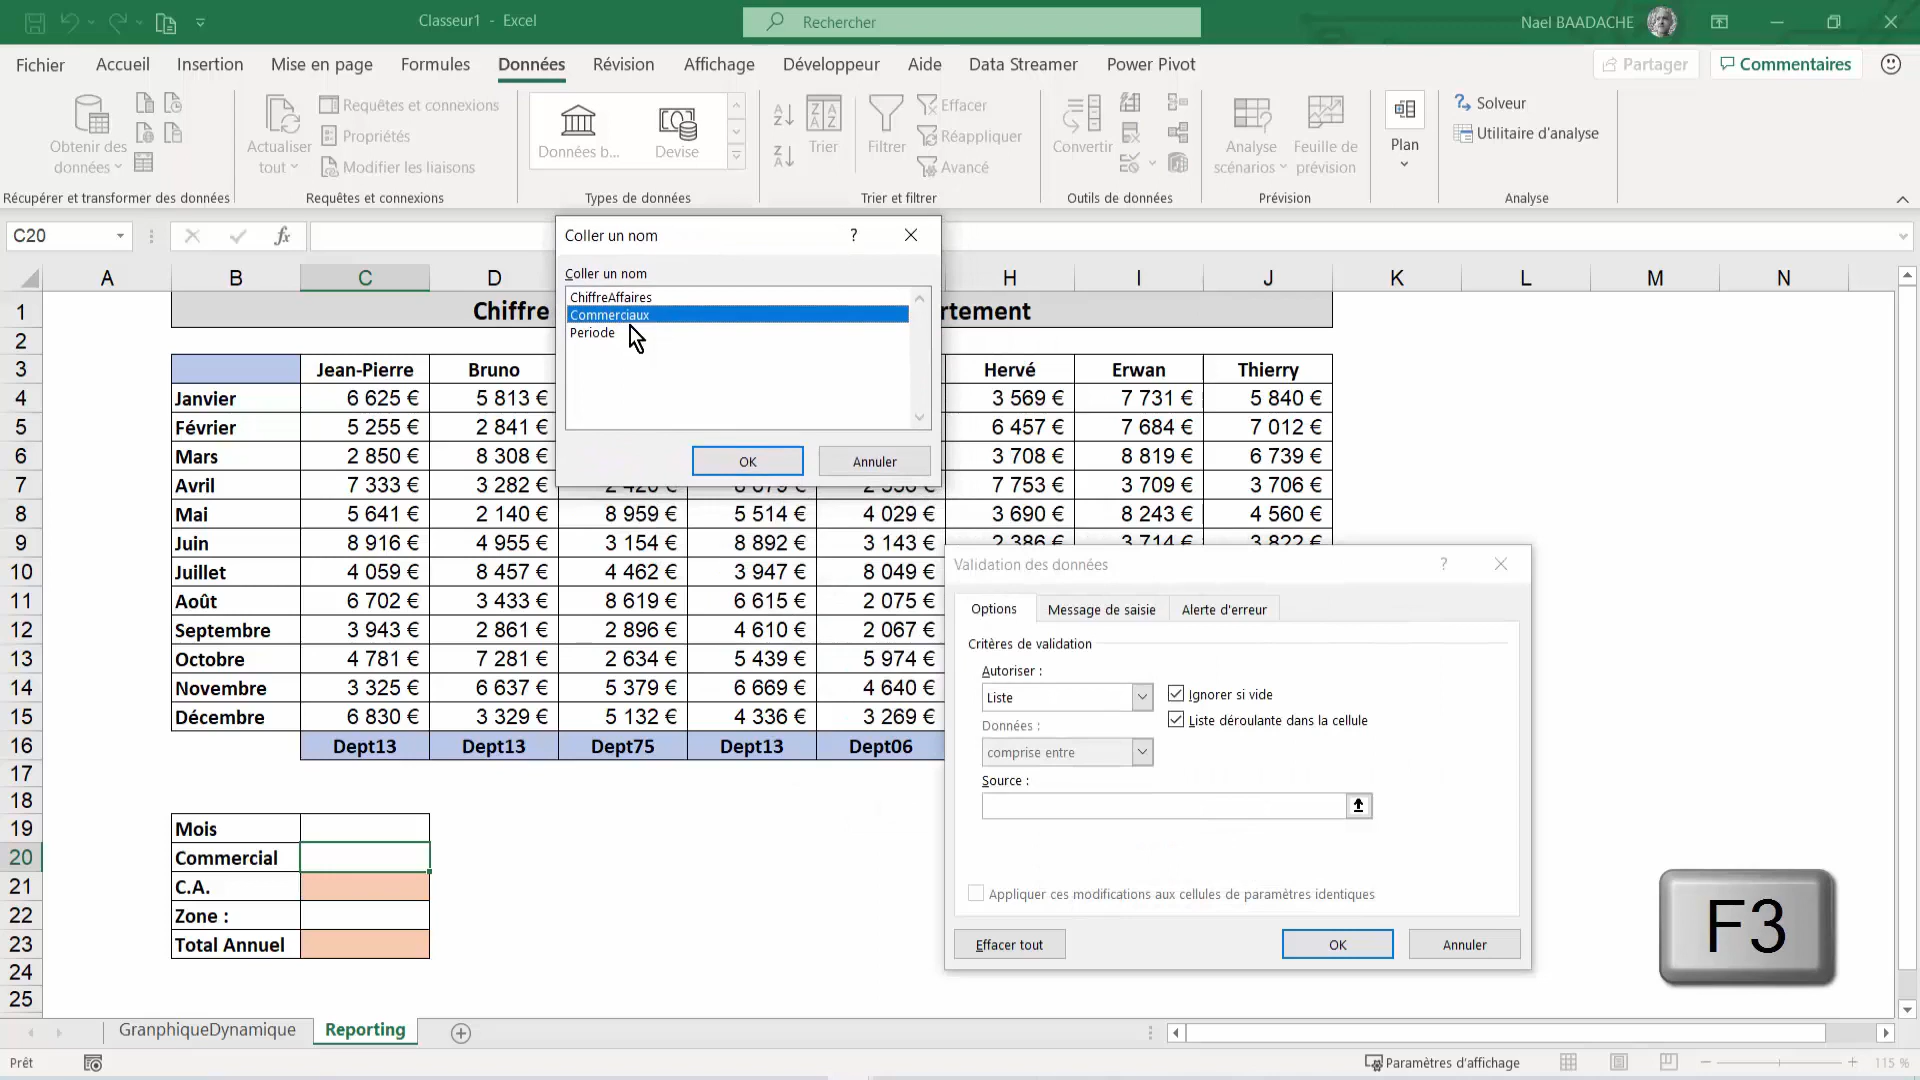 Classeur1 - Excel
Rechercher
Nael BAADACHE
Fichier Accueil Insertion Mise en page Formules Données Révision Affichage Développeur Aide Data Streamer Power Pivot
Partager Commentaires
Obtenir des données
Actualiser tout
Requêtes et connexions
Propriétés
Modifier les liaisons
Données b... Devise
Trier
Filtrer
Effacer
Réappliquer
Avancé
Convertir
Analyse scénarios
Feuille de prévision
Plan
Solveur
Utilitaire d'analyse
Récupérer et transformer des données Requêtes et connexions Types de données Trier et filtrer Outils de données Prévision Analyse
C20 fx
Coller un nom ?
Coller un nom
ChiffreAffaires
Commerciaux
Periode
OK Annuler
A B C D H I J K L M N
1 Chiffre rtement
2
3 Jean-Pierre Bruno Hervé Erwan Thierry
4 Janvier 6 625 € 5 813 € 3 569 € 7 731 € 5 840 €
5 Février 5 255 € 2 841 € 6 457 € 7 684 € 7 012 €
6 Mars 2 850 € 8 308 € 3 708 € 8 819 € 6 739 €
7 Avril 7 333 € 3 282 € 7 753 € 3 709 € 3 706 €
8 Mai 5 641 € 2 140 € 8 959 € 5 514 € 4 029 € 3 690 € 8 243 € 4 560 €
9 Juin 8 916 € 4 955 € 3 154 € 8 892 € 3 143 € 2 386 € 3 714 € 3 822 €
10 Juillet 4 059 € 8 457 € 4 462 € 3 947 € 8 049 €
11 Août 6 702 € 3 433 € 8 619 € 6 615 € 2 075 €
12 Septembre 3 943 € 2 861 € 2 896 € 4 610 € 2 067 €
13 Octobre 4 781 € 7 281 € 2 634 € 5 439 € 5 974 €
14 Novembre 3 325 € 6 637 € 5 379 € 6 669 € 4 640 €
15 Décembre 6 830 € 3 329 € 5 132 € 4 336 € 3 269 €
16 Dept13 Dept13 Dept75 Dept13 Dept06
17
18
19 Mois
20 Commercial
21 C.A.
22 Zone :
23 Total Annuel
24
25
Validation des données ?
Options Message de saisie Alerte d'erreur
Critères de validation
Autoriser :
Liste
Ignorer si vide
Données :
Liste déroulante dans la cellule
comprise entre
Source :
Appliquer ces modifications aux cellules de paramètres identiques
Effacer tout OK Annuler
F3
GranphiqueDynamique Reporting
Prêt Paramètres d'affichage 115 %